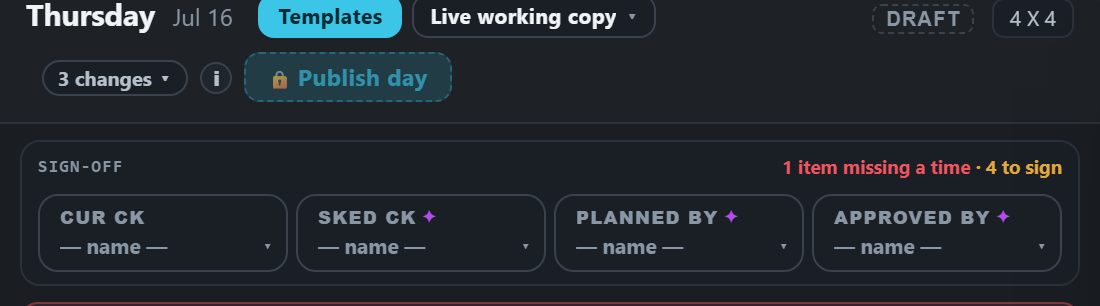 Thursday Jul 16 Templates Live working copy ▾ DRAFT 4 X 4
3 changes ▾ i 🔒 Publish day
SIGN-OFF 1 item missing a time · 4 to sign
CUR CK SKED CK ✦ PLANNED BY ✦ APPROVED BY ✦
— name — ▾ — name — ▾ — name — ▾ — name — ▾